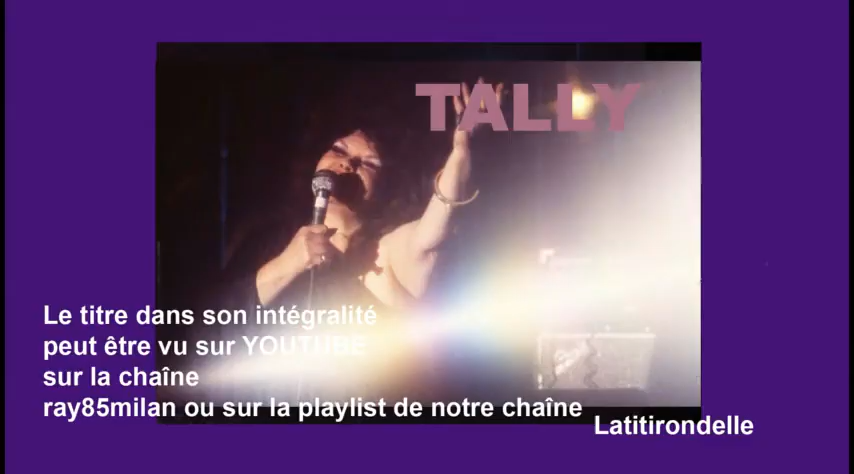 TALLY
Le titre dans son intégralité
peut être vu sur YOUTUBE
sur la chaîne
ray85milan ou sur la playlist de notre chaîne
Latitirondelle